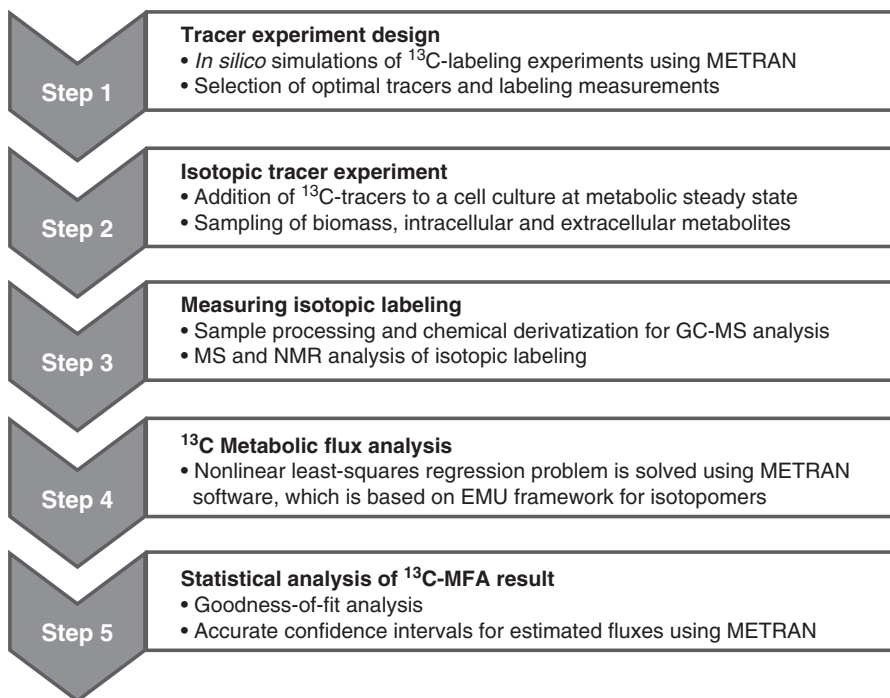 Step 1
Tracer experiment design
• In silico simulations of ¹³C-labeling experiments using METRAN
• Selection of optimal tracers and labeling measurements
Step 2
Isotopic tracer experiment
• Addition of ¹³C-tracers to a cell culture at metabolic steady state
• Sampling of biomass, intracellular and extracellular metabolites
Step 3
Measuring isotopic labeling
• Sample processing and chemical derivatization for GC-MS analysis
• MS and NMR analysis of isotopic labeling
Step 4
¹³C Metabolic flux analysis
• Nonlinear least-squares regression problem is solved using METRAN
software, which is based on EMU framework for isotopomers
Step 5
Statistical analysis of ¹³C-MFA result
• Goodness-of-fit analysis
• Accurate confidence intervals for estimated fluxes using METRAN